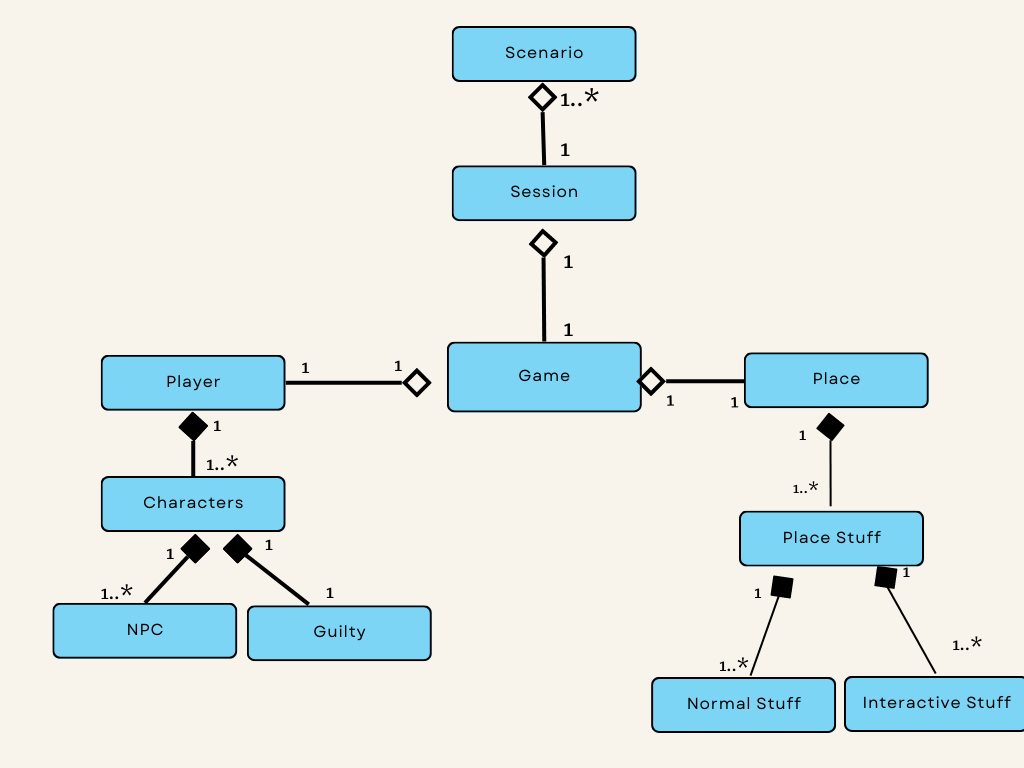 Scenario
1..*
1
Session
1
1
Player
1
1
Game
1
1
Place
1
1..*
1
1..*
Characters
Place Stuff
1
1
1..*
1
1
1
1..*
1..*
NPC
Guilty
Normal Stuff
Interactive Stuff